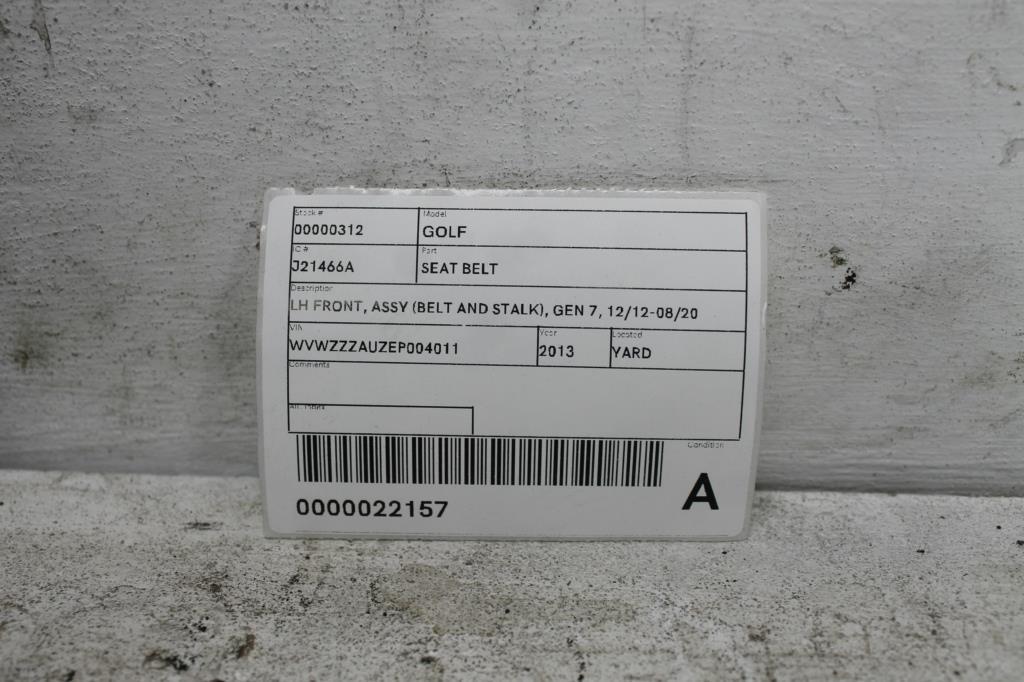 Stock # Model
00000312 GOLF
IC # Part
J21466A SEAT BELT
Description
LH FRONT, ASSY (BELT AND STALK), GEN 7, 12/12-08/20
VIN Year Located
WVWZZZAUZEP004011 2013 YARD
Comments
Condition
0000022157 A